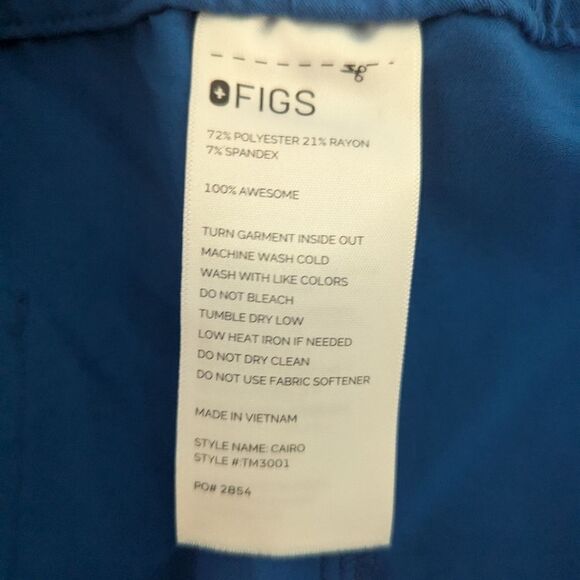 FIGS
72% POLYESTER 21% RAYON
7% SPANDEX
100% AWESOME
TURN GARMENT INSIDE OUT
MACHINE WASH COLD
WASH WITH LIKE COLORS
DO NOT BLEACH
TUMBLE DRY LOW
LOW HEAT IRON IF NEEDED
DO NOT DRY CLEAN
DO NOT USE FABRIC SOFTENER
MADE IN VIETNAM
STYLE NAME: CAIRO
STYLE #:TM3001
PO# 2854